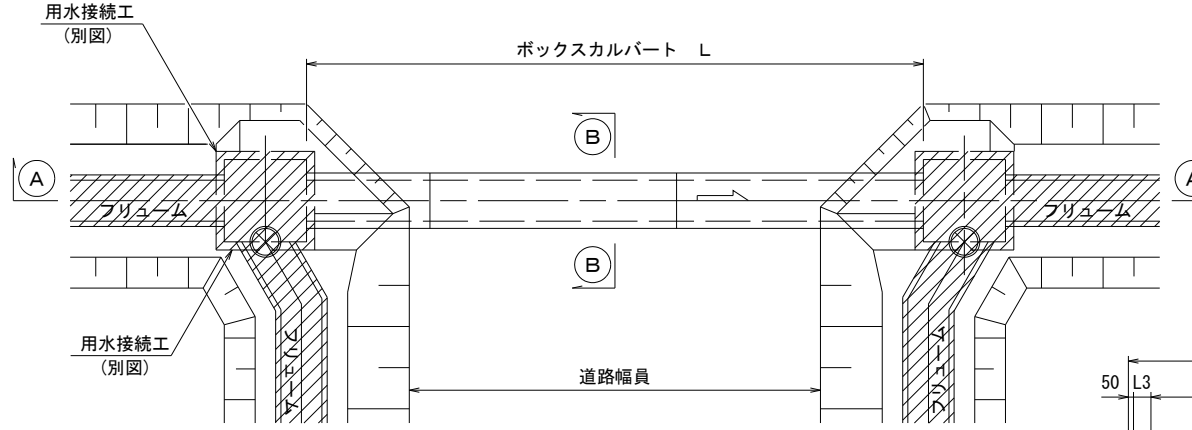 用水接続工
(別図)
ボックスカルバート L
B
A
A
フリューム
フリューム
B
用水接続工
(別図)
フリューム
フリューム
道路幅員
50 L3